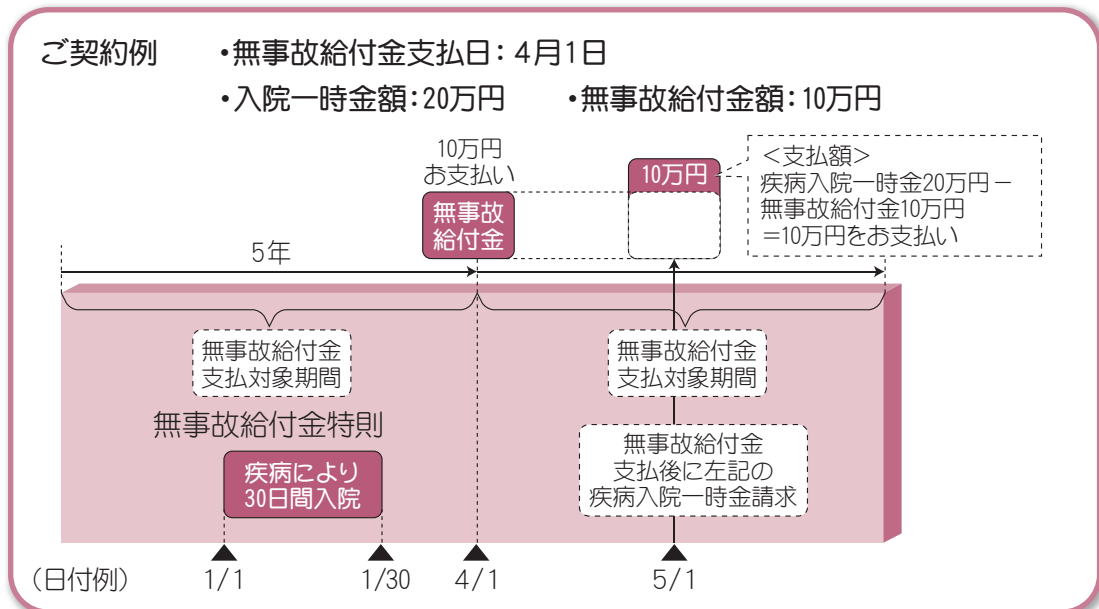 ご契約例 ・無事故給付金支払日：4月1日
・入院一時金額：20万円 ・無事故給付金額：10万円
10万円
お支払い
無事故
給付金
10万円
＜支払額＞
疾病入院一時金20万円－
無事故給付金10万円
＝10万円をお支払い
5年
無事故給付金
支払対象期間
無事故給付金
支払対象期間
無事故給付金特則
疾病により
30日間入院
無事故給付金
支払後に左記の
疾病入院一時金請求
（日付例） 1/1 1/30 4/1 5/1